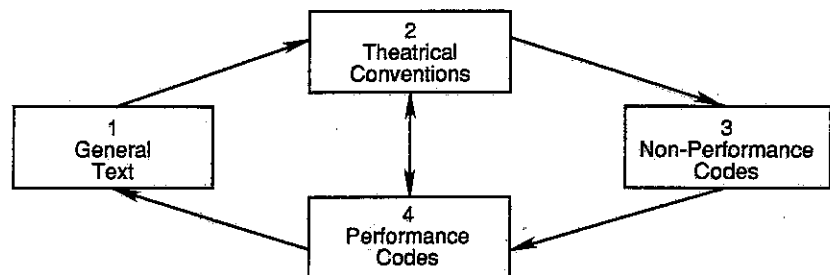 2
Theatrical
Conventions
1
General
Text
3
Non-Performance
Codes
4
Performance
Codes